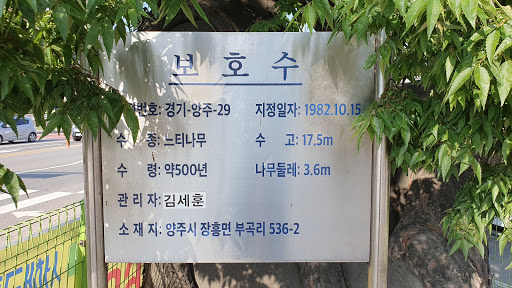 보 호 수
번호: 경기-양주-29 지정일자: 1982.10.15
수 종: 느티나무 수 고: 17.5m
수 령: 약500년 나무둘레: 3.6m
관 리 자: 김세훈
소 재 지: 양주시 장흥면 부곡리 536-2